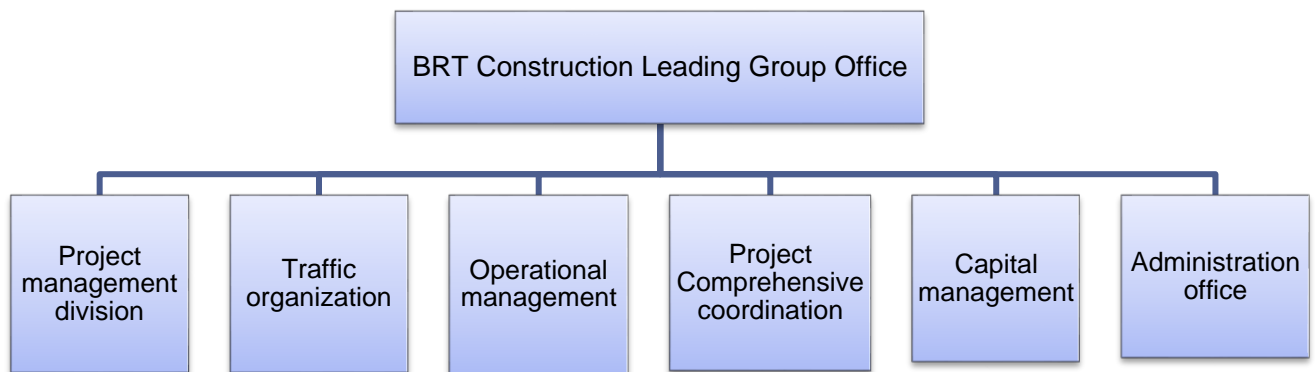 BRT Construction Leading Group Office
Project
management
division
Traffic
organization
Operational
management
Project
Comprehensive
coordination
Capital
management
Administration
office